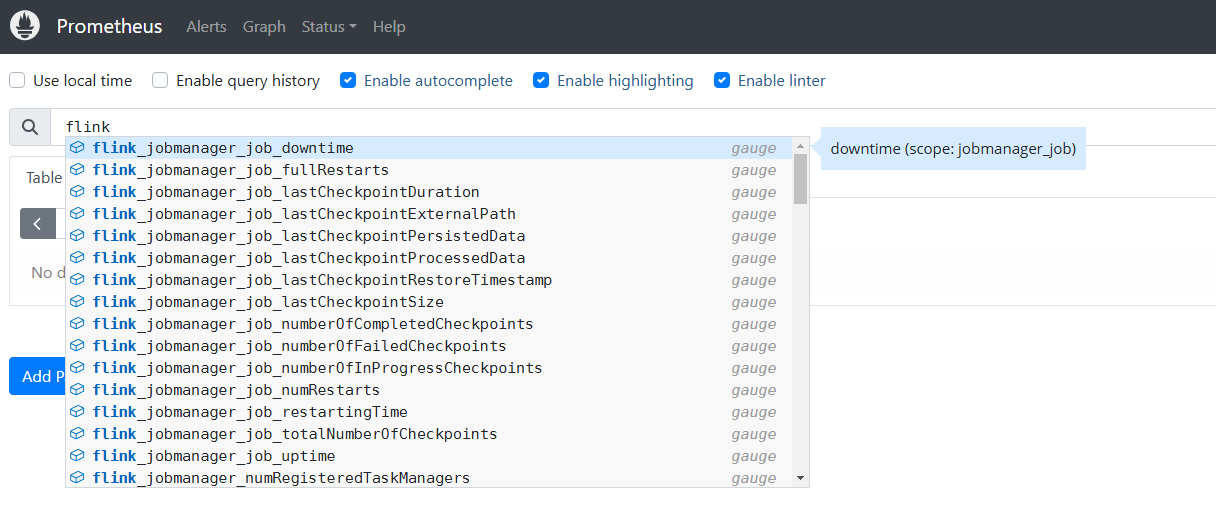 Prometheus Alerts Graph Status Help
Use local time Enable query history Enable autocomplete Enable highlighting Enable linter
flink
flink_jobmanager_job_downtime gauge
downtime (scope: jobmanager_job)
flink_jobmanager_job_fullRestarts gauge
Table
flink_jobmanager_job_lastCheckpointDuration gauge
flink_jobmanager_job_lastCheckpointExternalPath gauge
flink_jobmanager_job_lastCheckpointPersistedData gauge
flink_jobmanager_job_lastCheckpointProcessedData gauge
No d
flink_jobmanager_job_lastCheckpointRestoreTimestamp gauge
flink_jobmanager_job_lastCheckpointSize gauge
flink_jobmanager_job_numberOfCompletedCheckpoints gauge
flink_jobmanager_job_numberOfFailedCheckpoints gauge
flink_jobmanager_job_numberOfInProgressCheckpoints gauge
Add P
flink_jobmanager_job_numRestarts gauge
flink_jobmanager_job_restartingTime gauge
flink_jobmanager_job_totalNumberOfCheckpoints gauge
flink_jobmanager_job_uptime gauge
flink_jobmanager_numRegisteredTaskManagers gauge